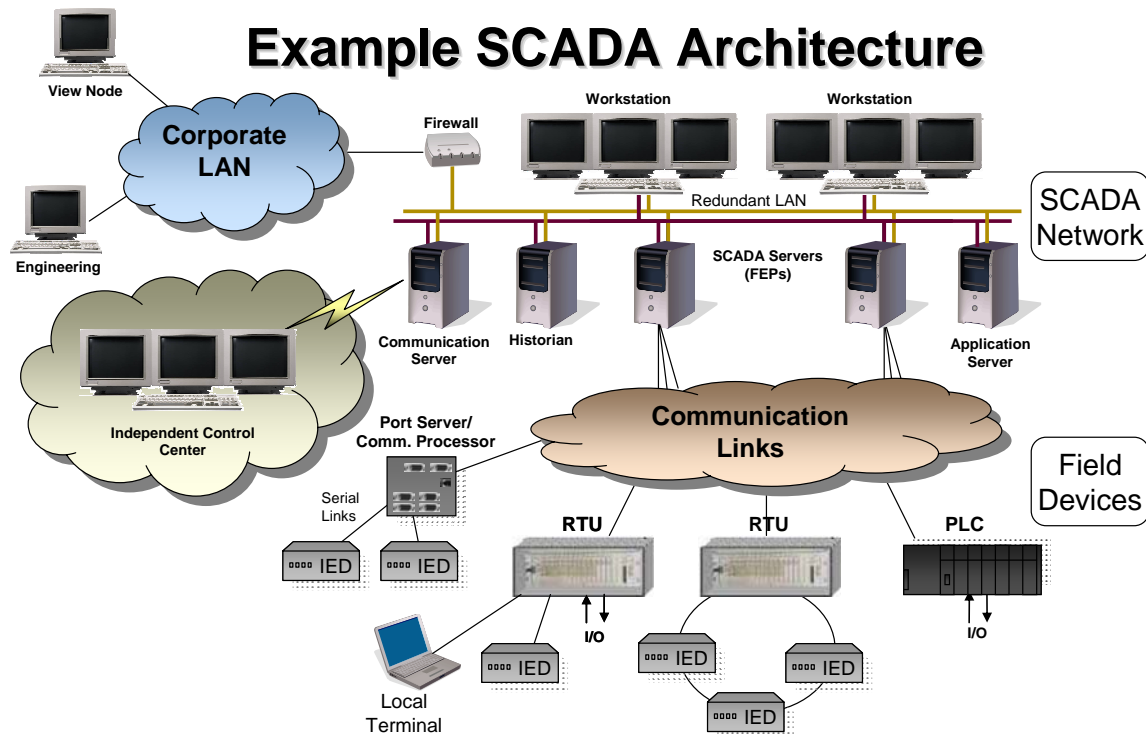 Example SCADA Architecture
View Node
Corporate
LAN
Firewall
Workstation
Workstation
Redundant LAN
SCADA
Network
Engineering
SCADA Servers
(FEPs)
Communication
Server
Historian
Application
Server
Independent Control
Center
Port Server/
Comm. Processor
Communication
Links
Field
Devices
Serial
Links
IED
IED
RTU
RTU
PLC
I/O
I/O
IED
IED
IED
IED
Local
Terminal